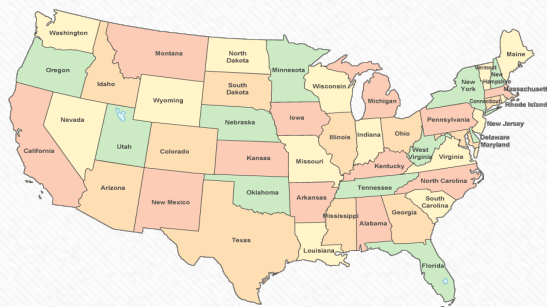 Washington
Oregon
California
Nevada
Idaho
Montana
Wyoming
Utah
Arizona
Colorado
New Mexico
North
Dakota
South
Dakota
Nebraska
Kansas
Oklahoma
Texas
Minnesota
Iowa
Missouri
Arkansas
Louisiana
Wisconsin
Illinois
Michigan
Indiana
Ohio
Kentucky
Tennessee
Mississippi
Alabama
Georgia
Florida
South
Carolina
North Carolina
Virginia
West
Virginia
Pennsylvania
New
York
Vermont
New
Hampshire
Maine
Massachusett
Connecticut
Rhode Island
New Jersey
Delaware
Maryland